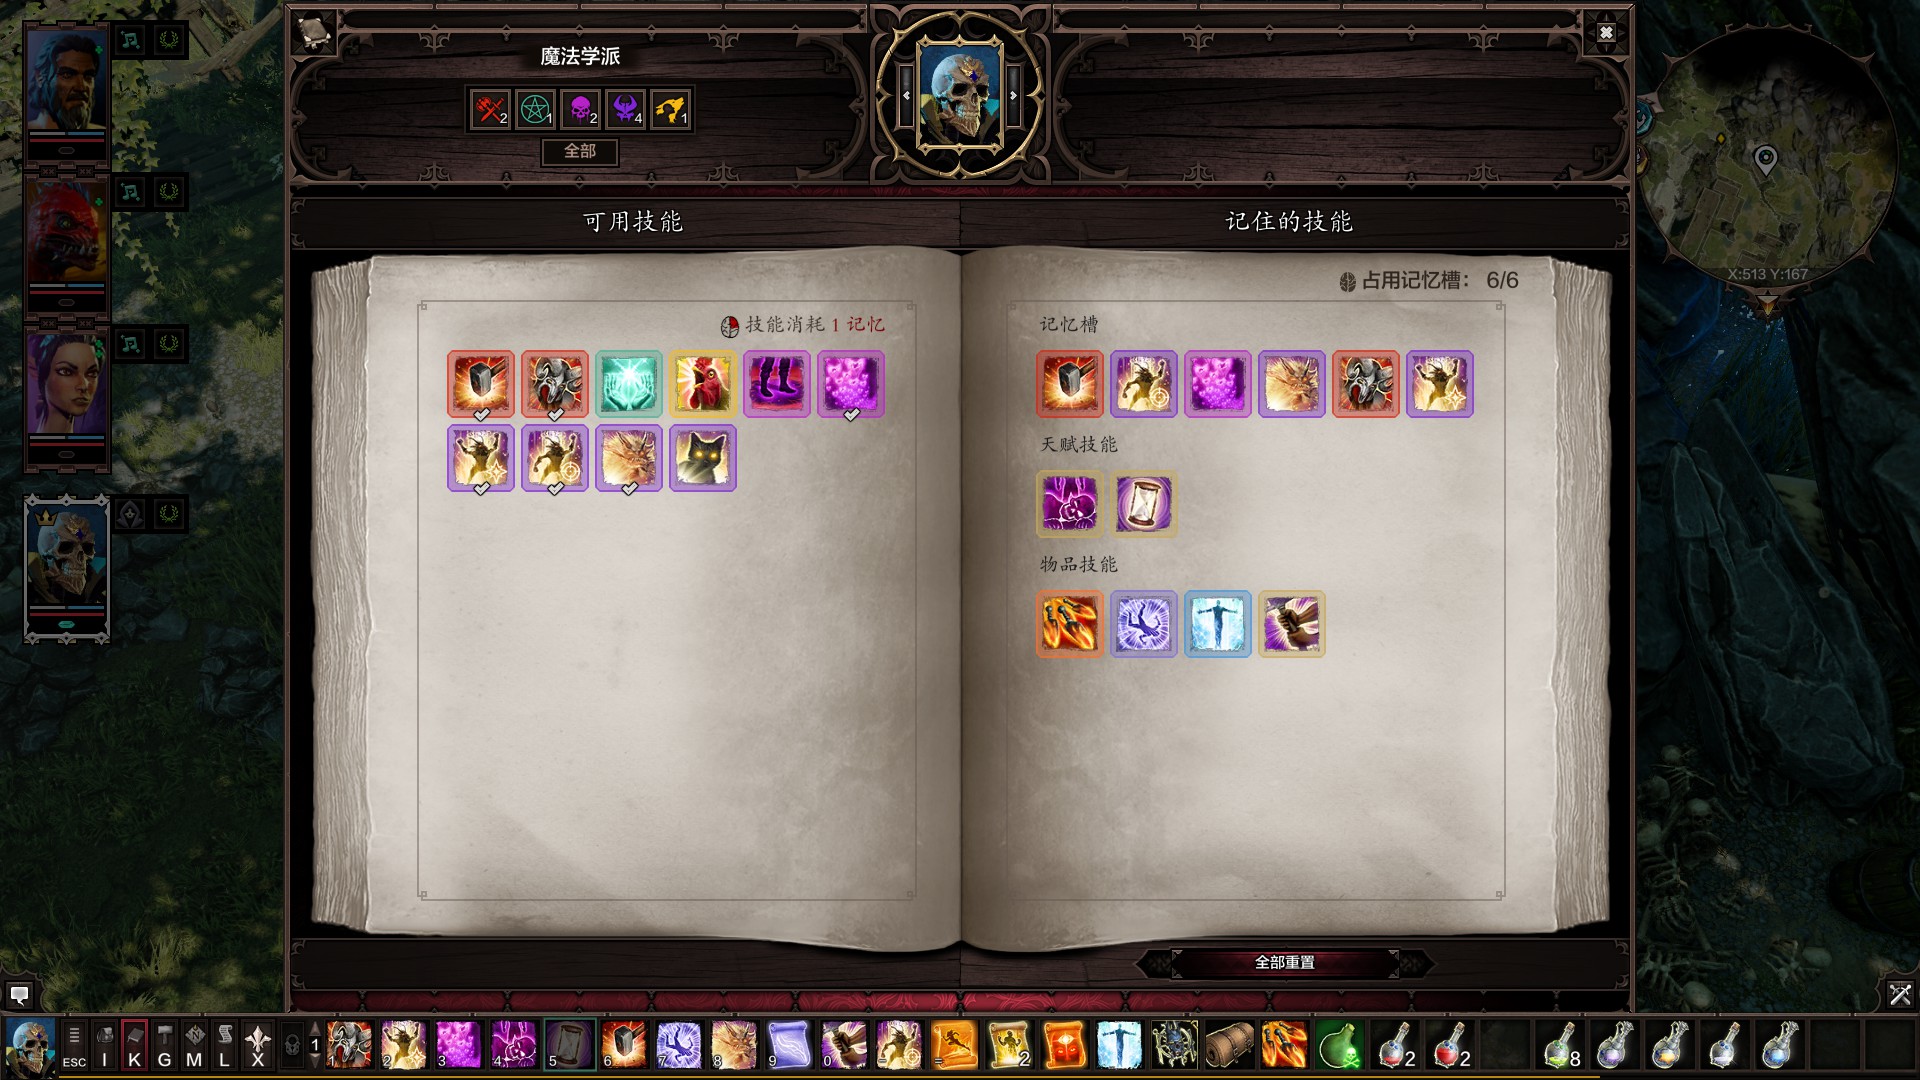 魔法学派
2 1 2 4 1
全部
可用技能
记住的技能
占用记忆槽： 6/6
技能消耗 1 记忆
记忆槽
天赋技能
物品技能
X:513 Y:167
全部重置
ESC I K G M L X 1
1 2 3 4 5 6 7 8 9 0 = 2 2 2 8